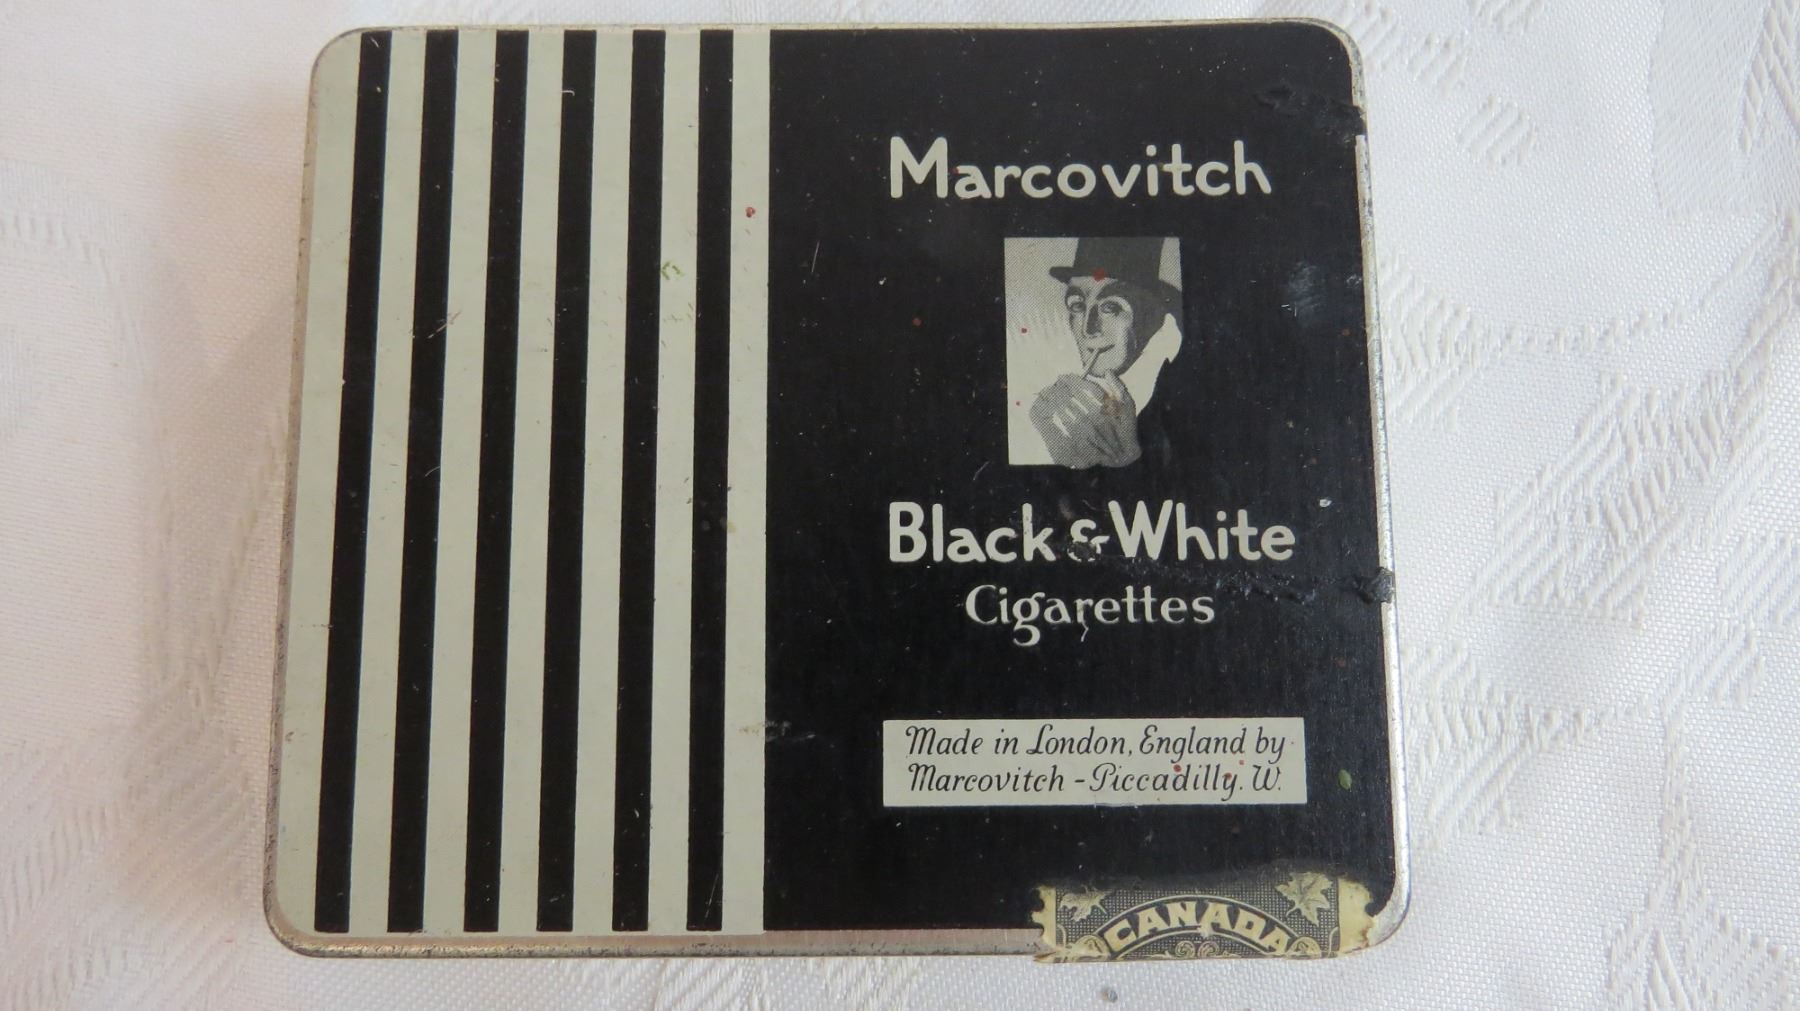 Marcovitch
Black & White
Cigarettes
Made in London, England by
Marcovitch - Piccadilly. W.
CANADA